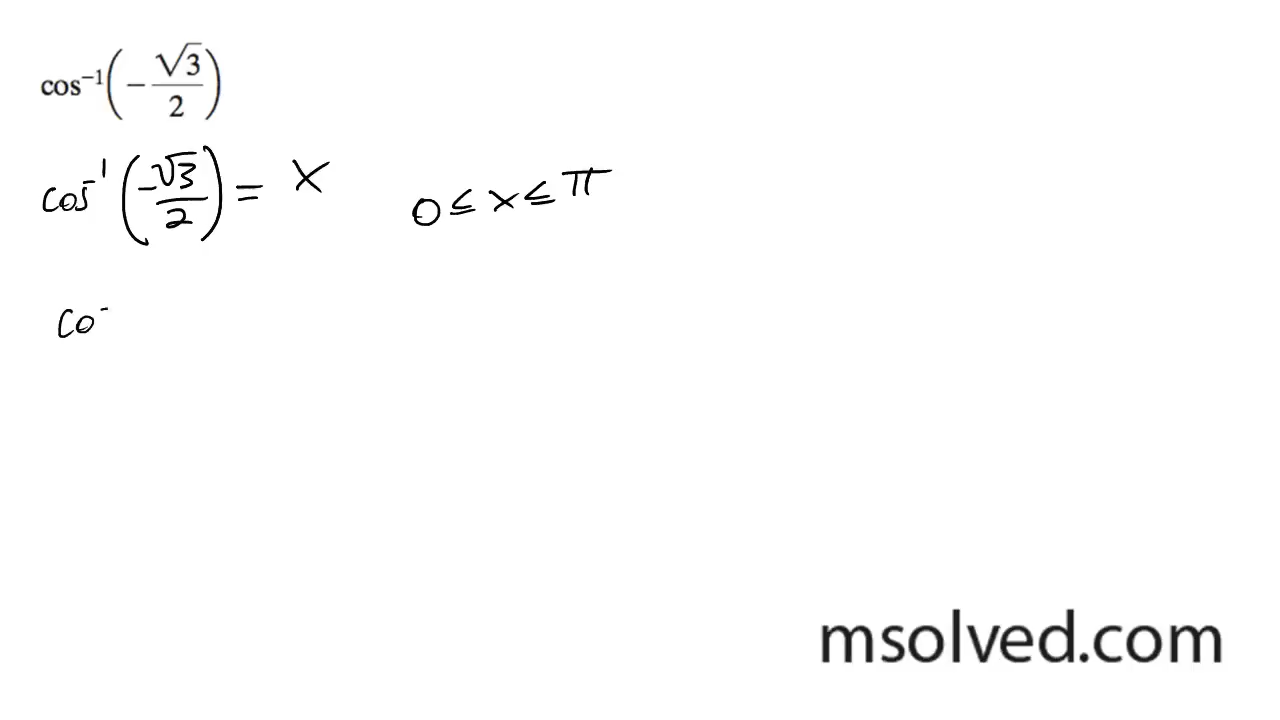 cos⁻¹(−√3/2)
cos⁻¹(−√3/2) = x 0 ≤ x ≤ π
co
msolved.com